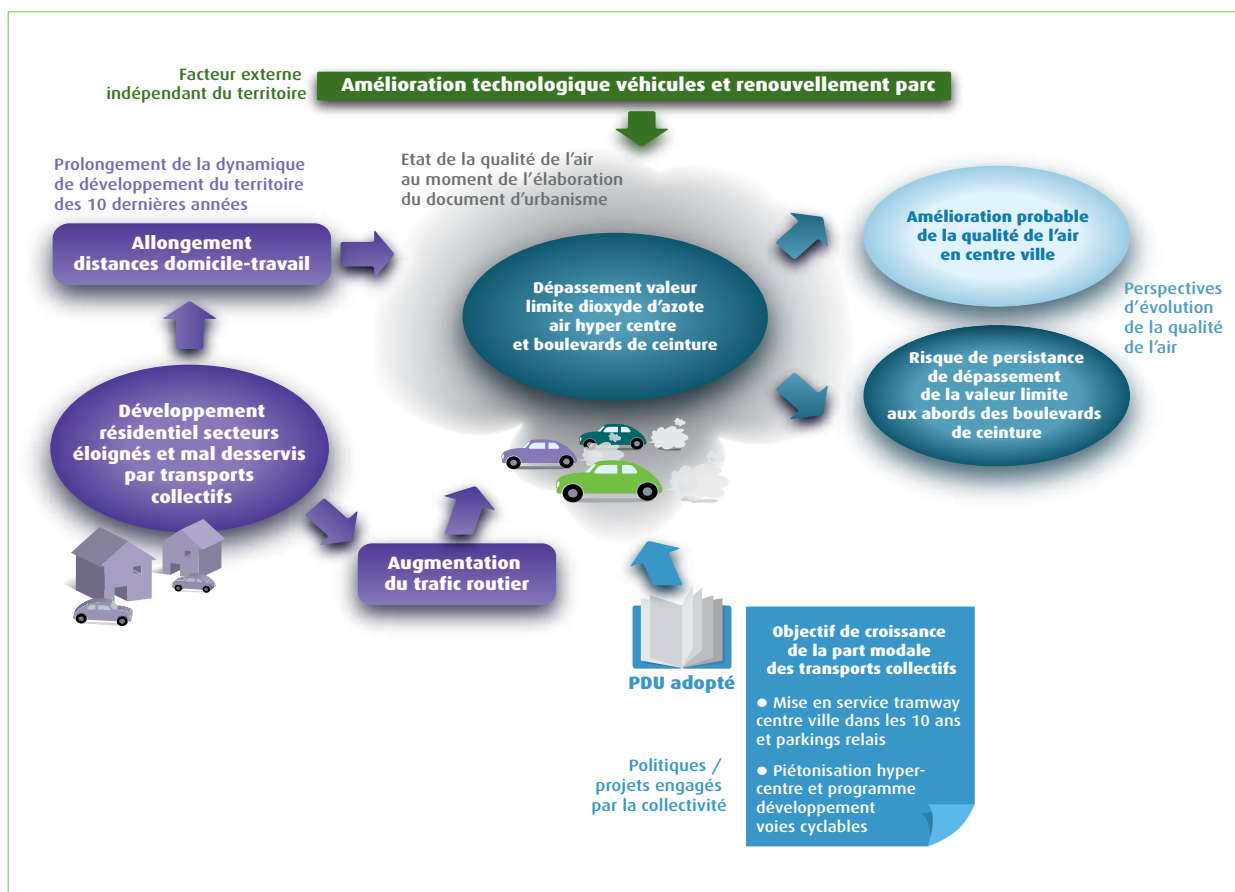 Facteur externe
indépendant du territoire
Amélioration technologique véhicules et renouvellement parc
Prolongement de la dynamique
de développement du territoire
des 10 dernières années
Etat de la qualité de l’air
au moment de l’élaboration
du document d’urbanisme
Allongement
distances domicile-travail
Développement
résidentiel secteurs
éloignés et mal desservis
par transports
collectifs
Augmentation
du trafic routier
Dépassement valeur
limite dioxyde d’azote
air hyper centre
et boulevards de ceinture
Amélioration probable
de la qualité de l’air
en centre ville
Risque de persistance
de dépassement
de la valeur limite
aux abords des boulevards
de ceinture
Perspectives
d’évolution
de la qualité
de l’air
PDU adopté
Politiques /
projets engagés
par la collectivité
Objectif de croissance
de la part modale
des transports collectifs
● Mise en service tramway
centre ville dans les 10 ans
et parkings relais
● Piétonisation hyper-
centre et programme
développement
voies cyclables